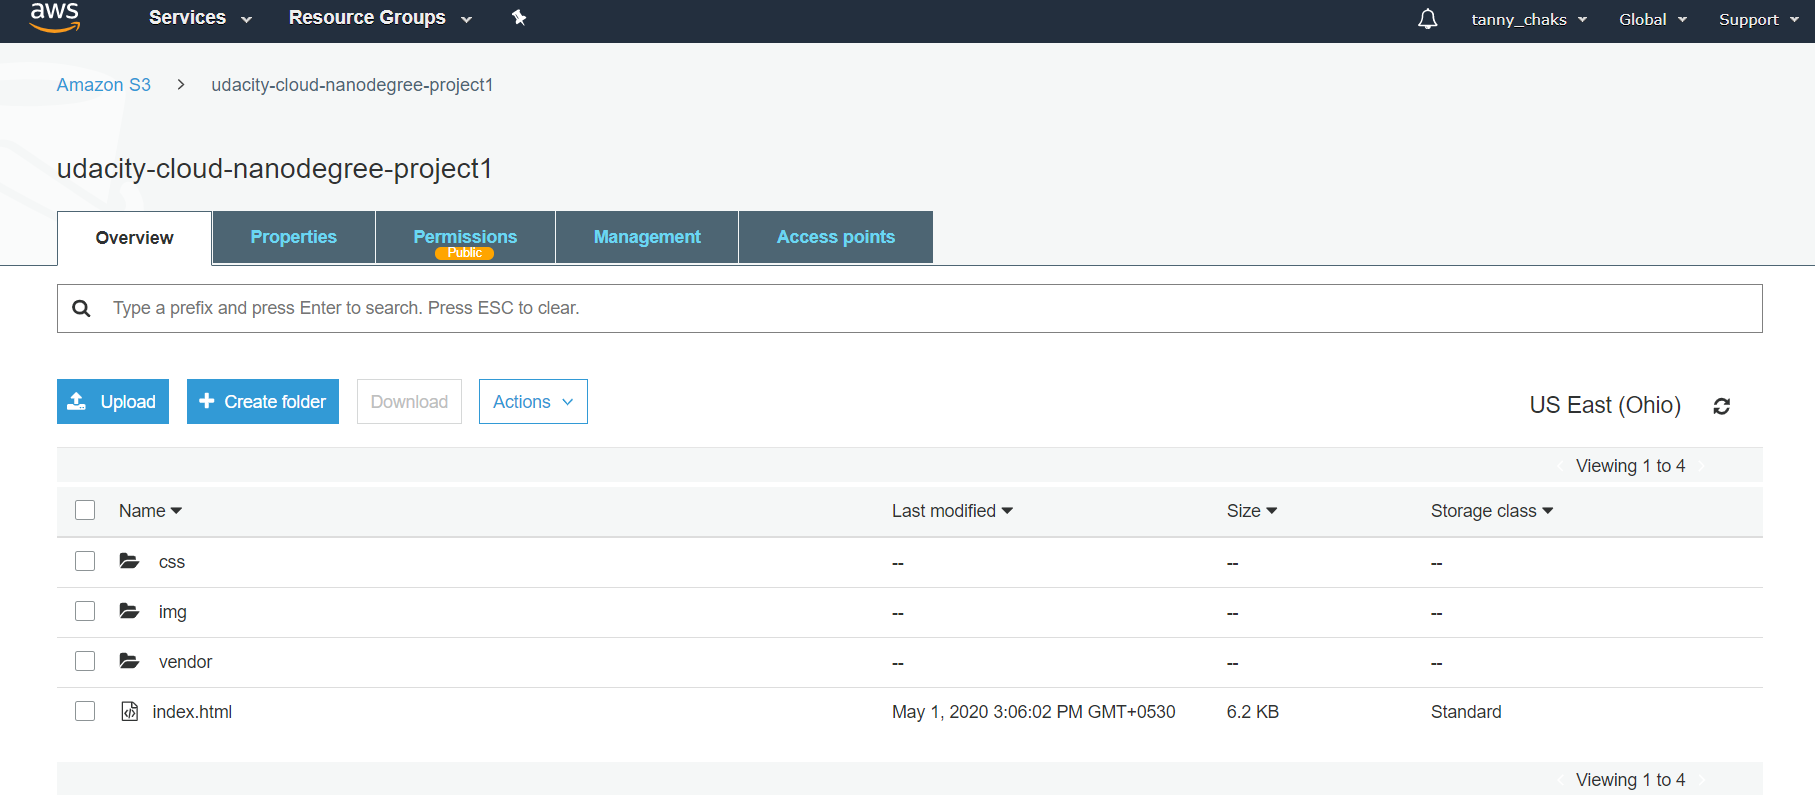 aws Services Resource Groups tanny_chaks Global Support
Amazon S3 > udacity-cloud-nanodegree-project1
udacity-cloud-nanodegree-project1
Overview Properties Permissions Management Access points
Public
Type a prefix and press Enter to search. Press ESC to clear.
Upload + Create folder Download Actions US East (Ohio)
Viewing 1 to 4
Name Last modified Size Storage class
css -- -- --
img -- -- --
vendor -- -- --
index.html May 1, 2020 3:06:02 PM GMT+0530 6.2 KB Standard
Viewing 1 to 4